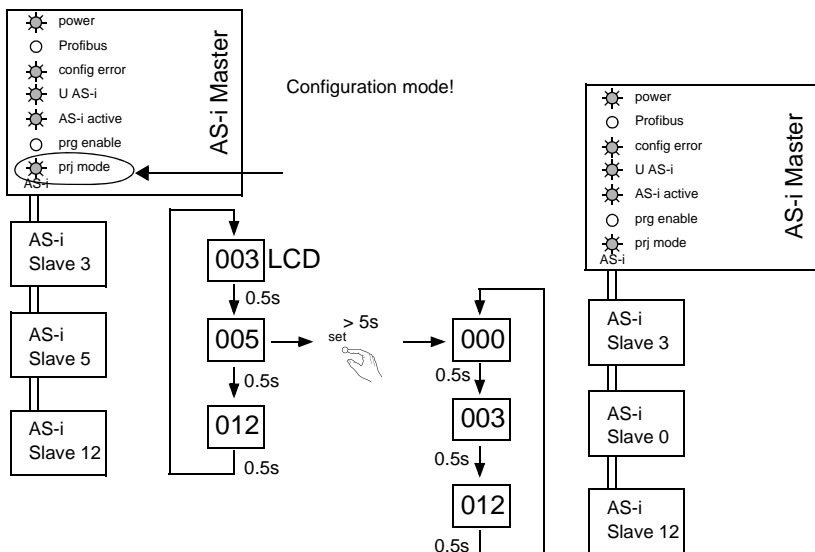 power
Profibus
config error
U AS-i
AS-i active
prg enable
prj mode
AS-i
AS-i Master
Configuration mode!
AS-i
Slave 3
AS-i
Slave 5
AS-i
Slave 12
003 LCD
0.5s
005
0.5s
012
0.5s
> 5s
set
000
0.5s
003
0.5s
012
0.5s
power
Profibus
config error
U AS-i
AS-i active
prg enable
prj mode
AS-i
AS-i Master
AS-i
Slave 3
AS-i
Slave 0
AS-i
Slave 12